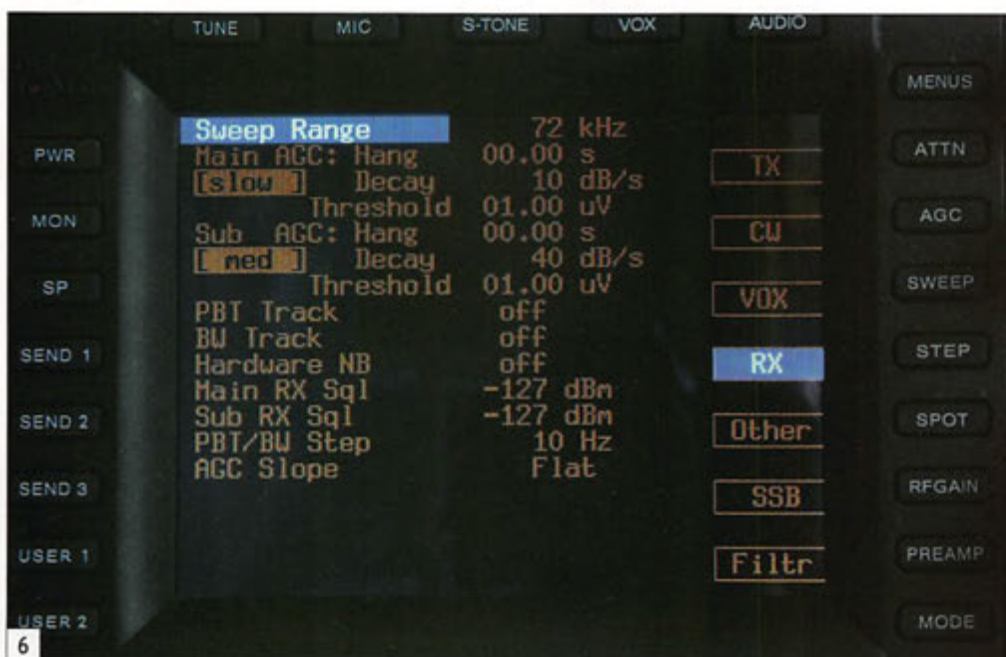 TUNE MIC S-TONE VOX AUDIO
MENUS
ATTN
AGC
SWEEP
STEP
SPOT
RFGAIN
PREAMP
MODE
PWR
MON
SP
SEND 1
SEND 2
SEND 3
USER 1
USER 2
Sweep Range 72 kHz
Main AGC: Hang 00.00 s
[slow ] Decay 10 dB/s
Threshold 01.00 uV
Sub AGC: Hang 00.00 s
[ med ] Decay 40 dB/s
Threshold 01.00 uV
PBT Track off
BW Track off
Hardware NB off
Main RX Sql -127 dBm
Sub RX Sql -127 dBm
PBT/BW Step 10 Hz
AGC Slope Flat
TX
CW
VOX
RX
Other
SSB
Filtr
6